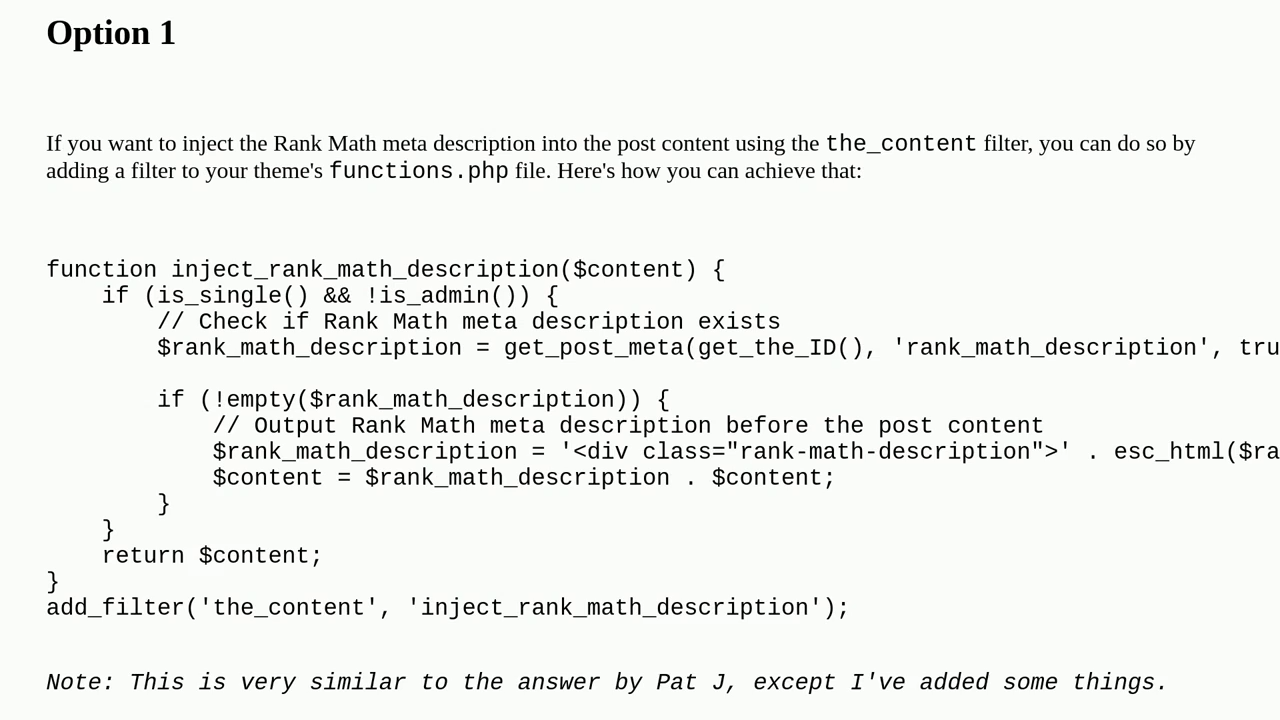 Option 1
If you want to inject the Rank Math meta description into the post content using the the_content filter, you can do so by
adding a filter to your theme's functions.php file. Here's how you can achieve that:
function inject_rank_math_description($content) {
    if (is_single() && !is_admin()) {
        // Check if Rank Math meta description exists
        $rank_math_description = get_post_meta(get_the_ID(), 'rank_math_description', tru
        if (!empty($rank_math_description)) {
            // Output Rank Math meta description before the post content
            $rank_math_description = '<div class="rank-math-description">' . esc_html($ra
            $content = $rank_math_description . $content;
        }
    }
    return $content;
}
add_filter('the_content', 'inject_rank_math_description');
Note: This is very similar to the answer by Pat J, except I've added some things.